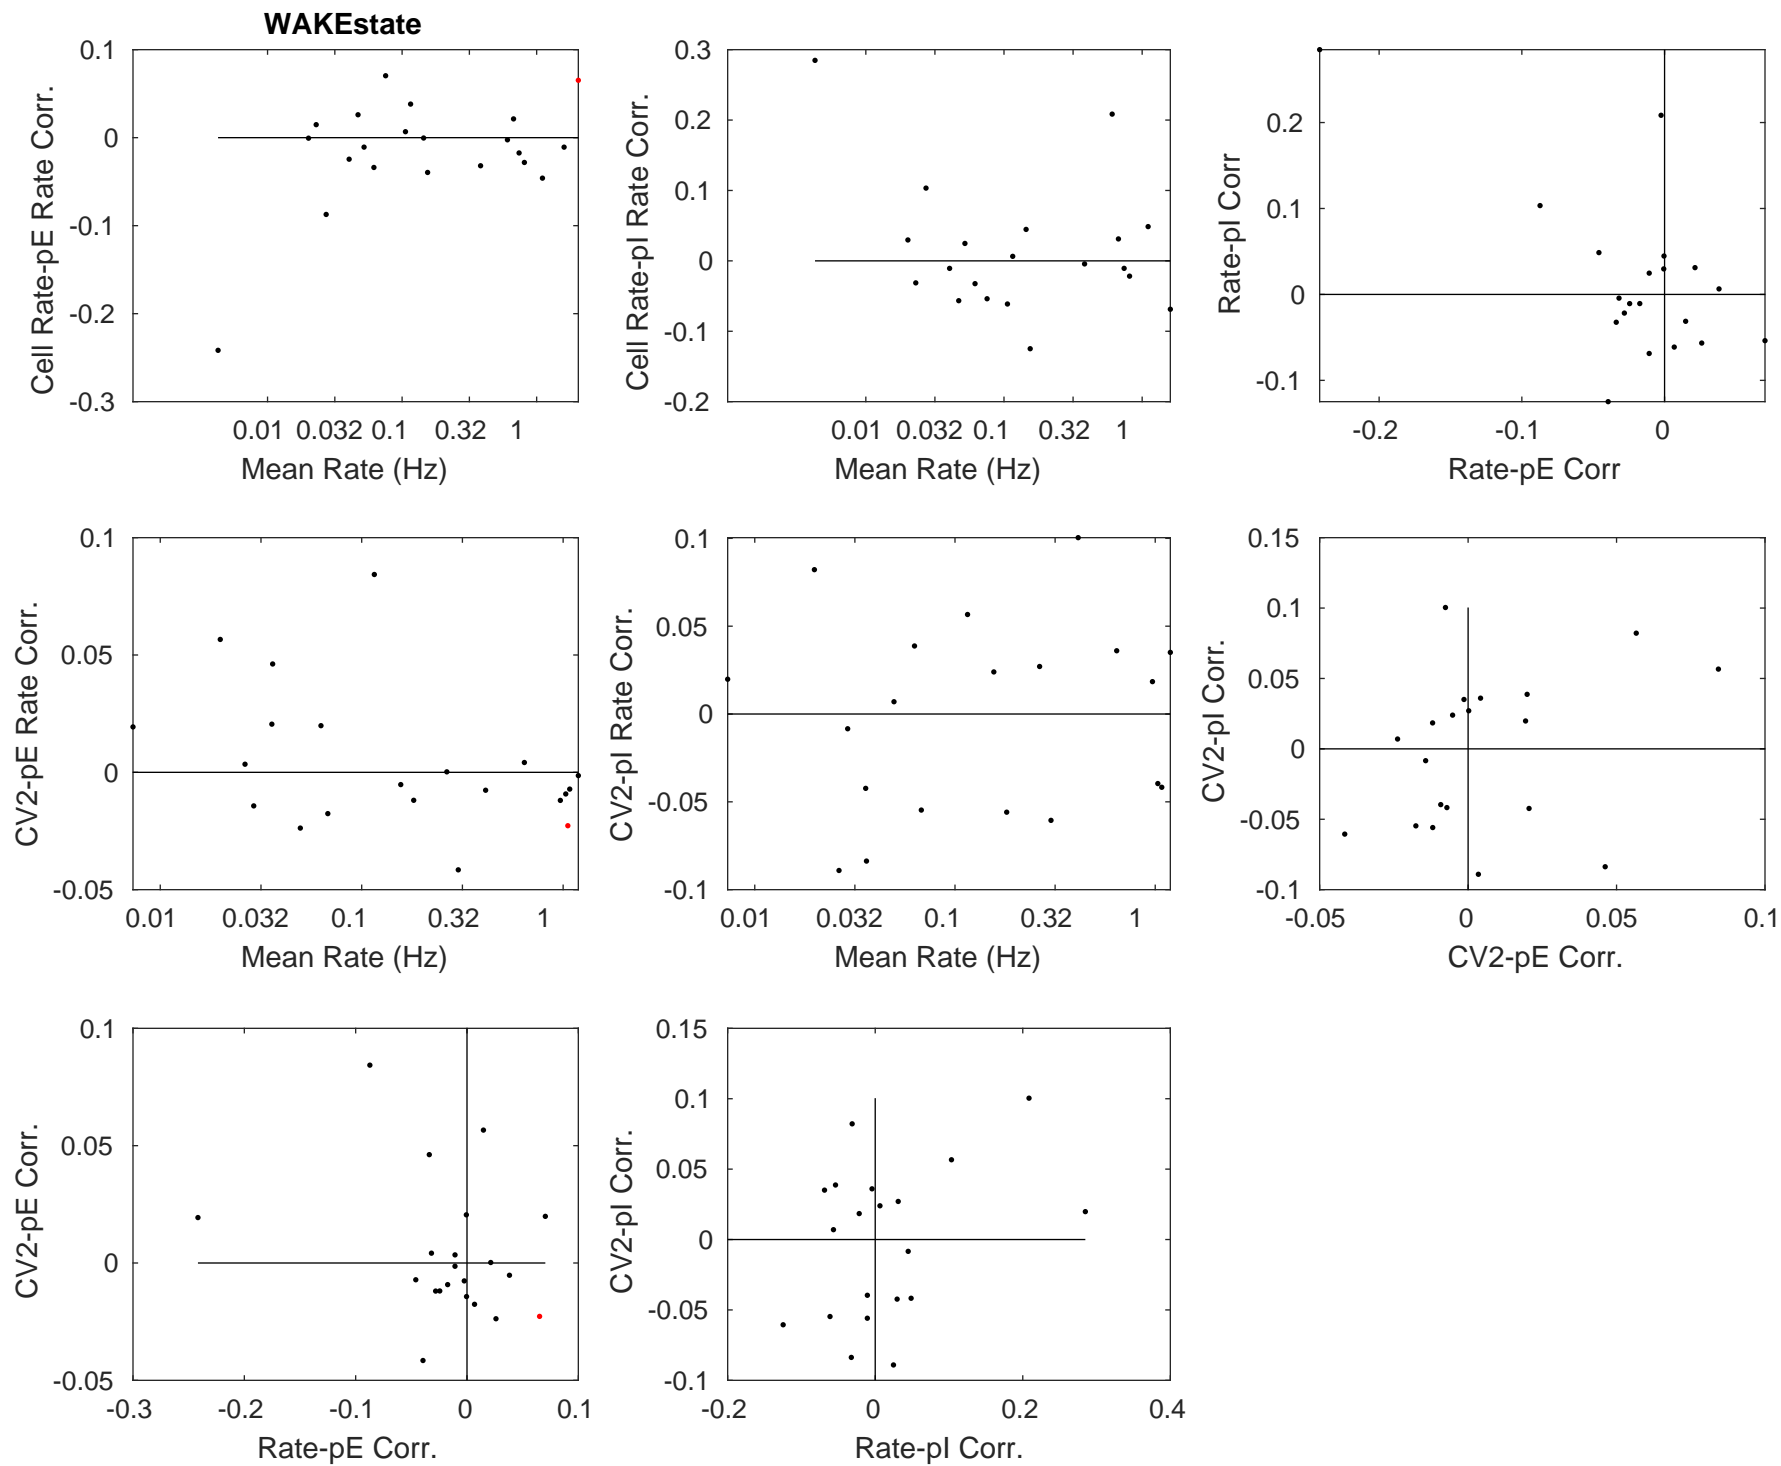 WAKEstate
0.1
0
-0.1
-0.2
-0.3
Cell Rate-pE Rate Corr.
0.01 0.032 0.1 0.32 1
Mean Rate (Hz)
0.3
0.2
0.1
0
-0.1
-0.2
Cell Rate-pI Rate Corr.
0.01 0.032 0.1 0.32 1
Mean Rate (Hz)
0.2
0.1
0
-0.1
Rate-pI Corr
-0.2 -0.1 0
Rate-pE Corr
0.1
0.05
0
-0.05
CV2-pE Rate Corr.
0.01 0.032 0.1 0.32 1
Mean Rate (Hz)
0.1
0.05
0
-0.05
-0.1
CV2-pI Rate Corr.
0.01 0.032 0.1 0.32 1
Mean Rate (Hz)
0.15
0.1
0.05
0
-0.05
-0.1
CV2-pI Corr.
-0.05 0 0.05 0.1
CV2-pE Corr.
0.1
0.05
0
-0.05
CV2-pE Corr.
-0.3 -0.2 -0.1 0 0.1
Rate-pE Corr.
0.15
0.1
0.05
0
-0.05
-0.1
CV2-pI Corr.
-0.2 0 0.2 0.4
Rate-pI Corr.